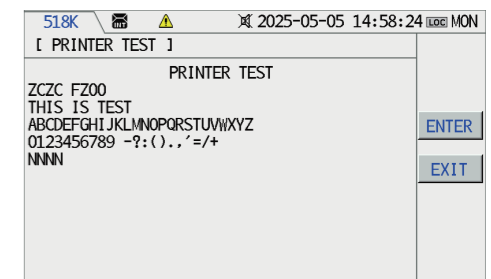 518K 2025-05-05 14:58:24 LOC MON
[ PRINTER TEST ]
PRINTER TEST
ZCZC FZ00
THIS IS TEST
ABCDEFGHIJKLMNOPQRSTUVWXYZ
0123456789 -?:().,´=/+
NNNN
ENTER
EXIT